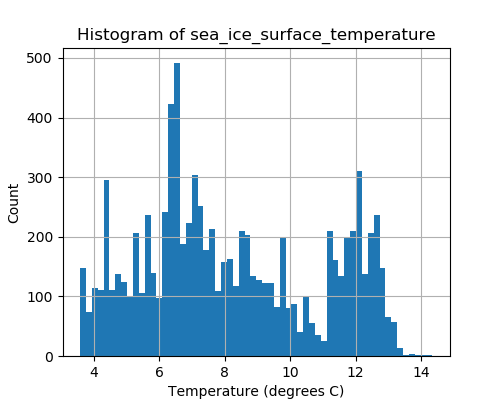 Histogram of sea_ice_surface_temperature
500
400
300
200
100
0
Count
4 6 8 10 12 14
Temperature (degrees C)